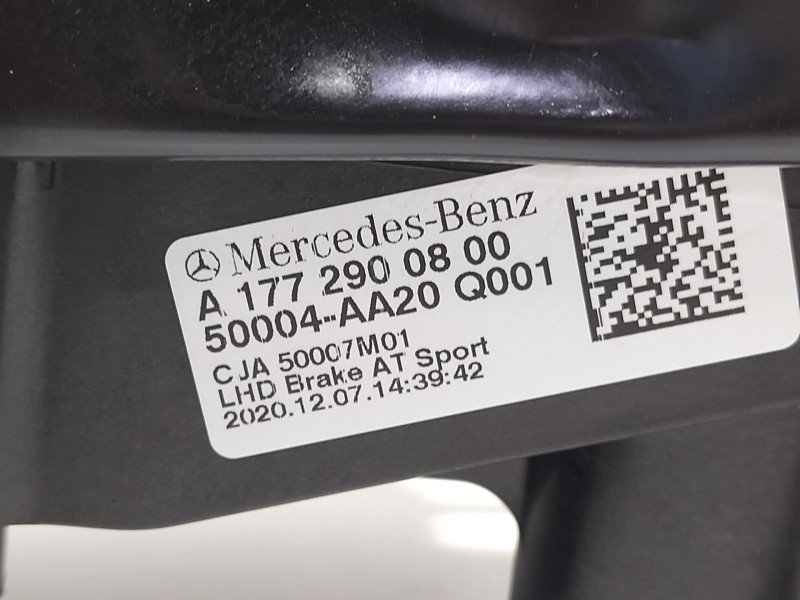 Mercedes-Benz
A 177 290 08 00
50004-AA20 Q001
CJA 50007M01
LHD Brake AT Sport
2020.12.07.14:39:42